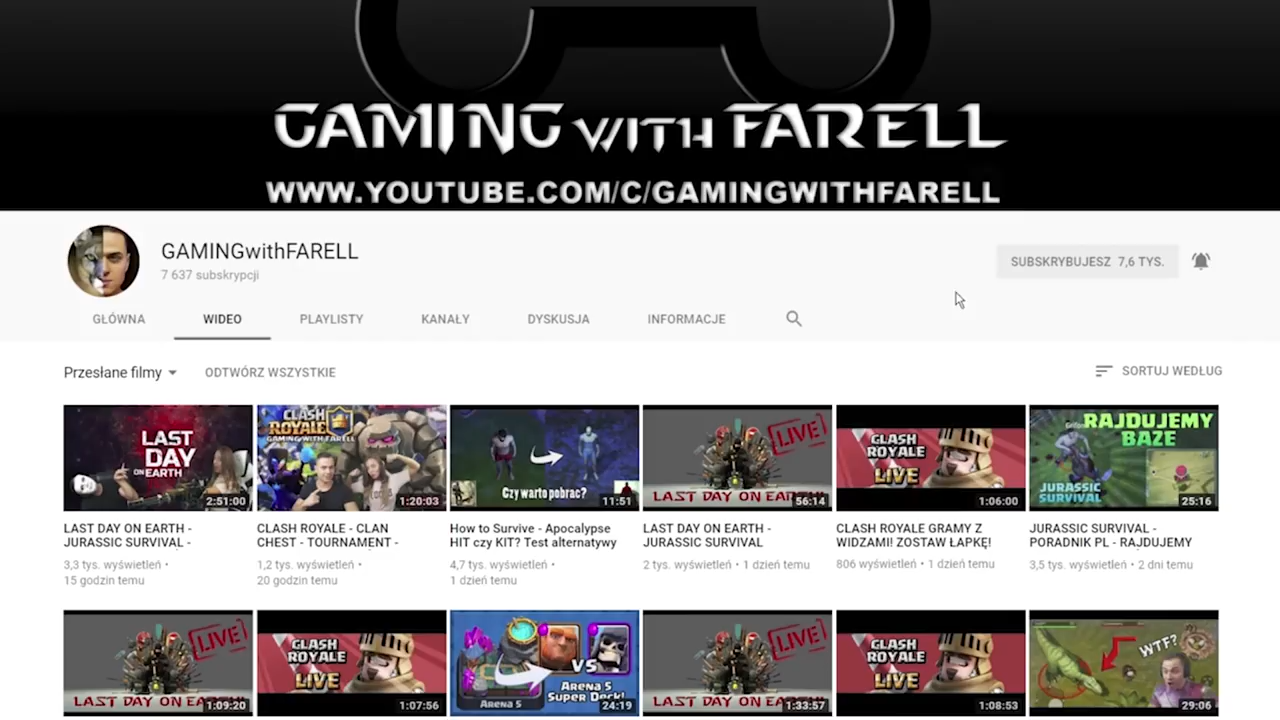 GAMING WITH FARELL
WWW.YOUTUBE.COM/C/GAMINGWITHFARELL
GAMINGwithFARELL
7 637 subskrypcji
SUBSKRYBUJESZ 7,6 TYS.
GŁÓWNA WIDEO PLAYLISTY KANAŁY DYSKUSJA INFORMACJE
Przesłane filmy ODTWÓRZ WSZYSTKIE SORTUJ WEDŁUG
LAST
DAY
ON EARTH
2:51:00
LAST DAY ON EARTH -
JURASSIC SURVIVAL -
3,3 tys. wyświetleń •
15 godzin temu
CLASH
ROYALE
GAMING WITH FARELL
1:20:03
CLASH ROYALE - CLAN
CHEST - TOURNAMENT -
1,2 tys. wyświetleń •
20 godzin temu
Czy warto pobrac?
11:51
How to Survive - Apocalypse
HIT czy KIT? Test alternatywy
4,7 tys. wyświetleń •
1 dzień temu
LIVE
LAST DAY ON EARTH
56:14
LAST DAY ON EARTH -
JURASSIC SURVIVAL
2 tys. wyświetleń • 1 dzień temu
CLASH
ROYALE
LIVE
1:06:00
CLASH ROYALE GRAMY Z
WIDZAMI! ZOSTAW ŁAPKĘ!
806 wyświetleń • 1 dzień temu
RAJDUJEMY
BAZE
JURASSIC
SURVIVAL
25:16
JURASSIC SURVIVAL -
PORADNIK PL - RAJDUJEMY
3,5 tys. wyświetleń • 2 dni temu
LIVE
LAST DAY ON EARTH
1:09:20
CLASH
ROYALE
LIVE
1:07:56
VS
Arena 5
Arena 5
Super Deck!
24:19
LIVE
LAST DAY ON EARTH
1:33:57
CLASH
ROYALE
LIVE
1:08:53
WTF?
29:06